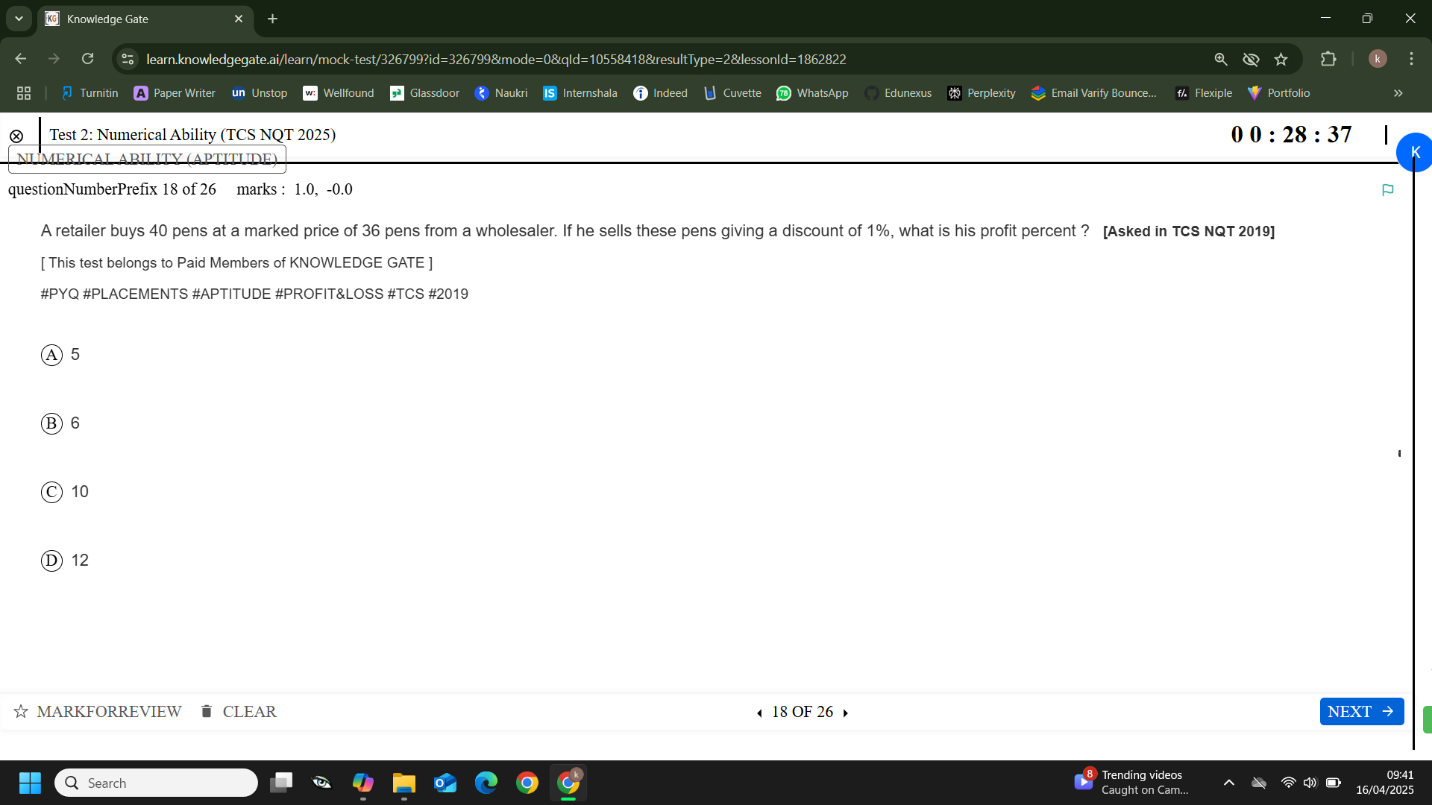 Knowledge Gate
learn.knowledgegate.ai/learn/mock-test/326799?id=326799&mode=0&qId=10558418&resultType=2&lessonId=1862822
k
Turnitin
A Paper Writer
un Unstop
w: Wellfound
Glassdoor
Naukri
IS Internshala
Indeed
Cuvette
WhatsApp
Edunexus
Perplexity
Email Varify Bounce...
f/. Flexiple
Portfolio
»
Test 2: Numerical Ability (TCS NQT 2025)
00:28:37
K
NUMERICAL ABILITY (APTITUDE)
questionNumberPrefix 18 of 26 marks : 1.0, -0.0
A retailer buys 40 pens at a marked price of 36 pens from a wholesaler. If he sells these pens giving a discount of 1%, what is his profit percent ? [Asked in TCS NQT 2019]
[ This test belongs to Paid Members of KNOWLEDGE GATE ]
#PYQ #PLACEMENTS #APTITUDE #PROFIT&LOSS #TCS #2019
A 5
B 6
C 10
D 12
MARKFORREVIEW
CLEAR
18 OF 26
NEXT
Search
k
8
Trending videos
Caught on Cam...
09:41
16/04/2025